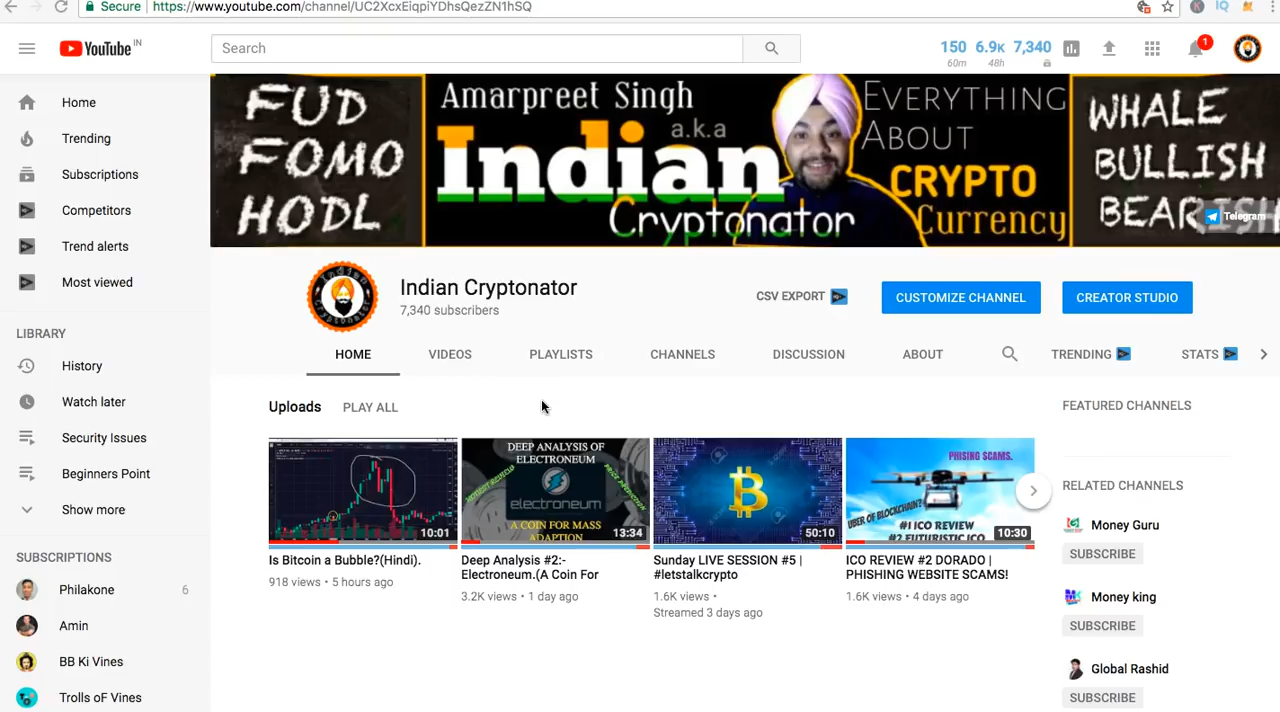 Secure https://www.youtube.com/channel/UC2XcxEiqpiYDhsQezZN1hSQ
YouTube IN
Search
150 6.9K 7,340
60m 48h
1
FUD
FOMO
HODL
Amarpreet Singh
a.k.a
Indian
Cryptonator
EVERYTHING
ABOUT
CRYPTO
Currency
WHALE
BULLISH
BEARISH
Telegram
Home
Trending
Subscriptions
Competitors
Trend alerts
Most viewed
LIBRARY
History
Watch later
Security Issues
Beginners Point
Show more
SUBSCRIPTIONS
Philakone 6
Amin
BB Ki Vines
Trolls oF Vines
Indian Cryptonator
7,340 subscribers
CSV EXPORT
CUSTOMIZE CHANNEL
CREATOR STUDIO
HOME VIDEOS PLAYLISTS CHANNELS DISCUSSION ABOUT TRENDING STATS
Uploads PLAY ALL
10:01
Is Bitcoin a Bubble?(Hindi).
918 views • 5 hours ago
DEEP ANALYSIS OF
ELECTRONEUM
electroneum
A COIN FOR MASS
ADAPTION
13:34
Deep Analysis #2:-
Electroneum.(A Coin For
3.2K views • 1 day ago
50:10
Sunday LIVE SESSION #5 |
#letstalkcrypto
1.6K views •
Streamed 3 days ago
PHISING SCAMS.
UBER OF BLOCKCHAIN?
#1 ICO REVIEW
#2 FUTURISTIC ICO
10:30
ICO REVIEW #2 DORADO |
PHISHING WEBSITE SCAMS!
1.6K views • 4 days ago
FEATURED CHANNELS
RELATED CHANNELS
Money Guru
SUBSCRIBE
Money king
SUBSCRIBE
Global Rashid
SUBSCRIBE